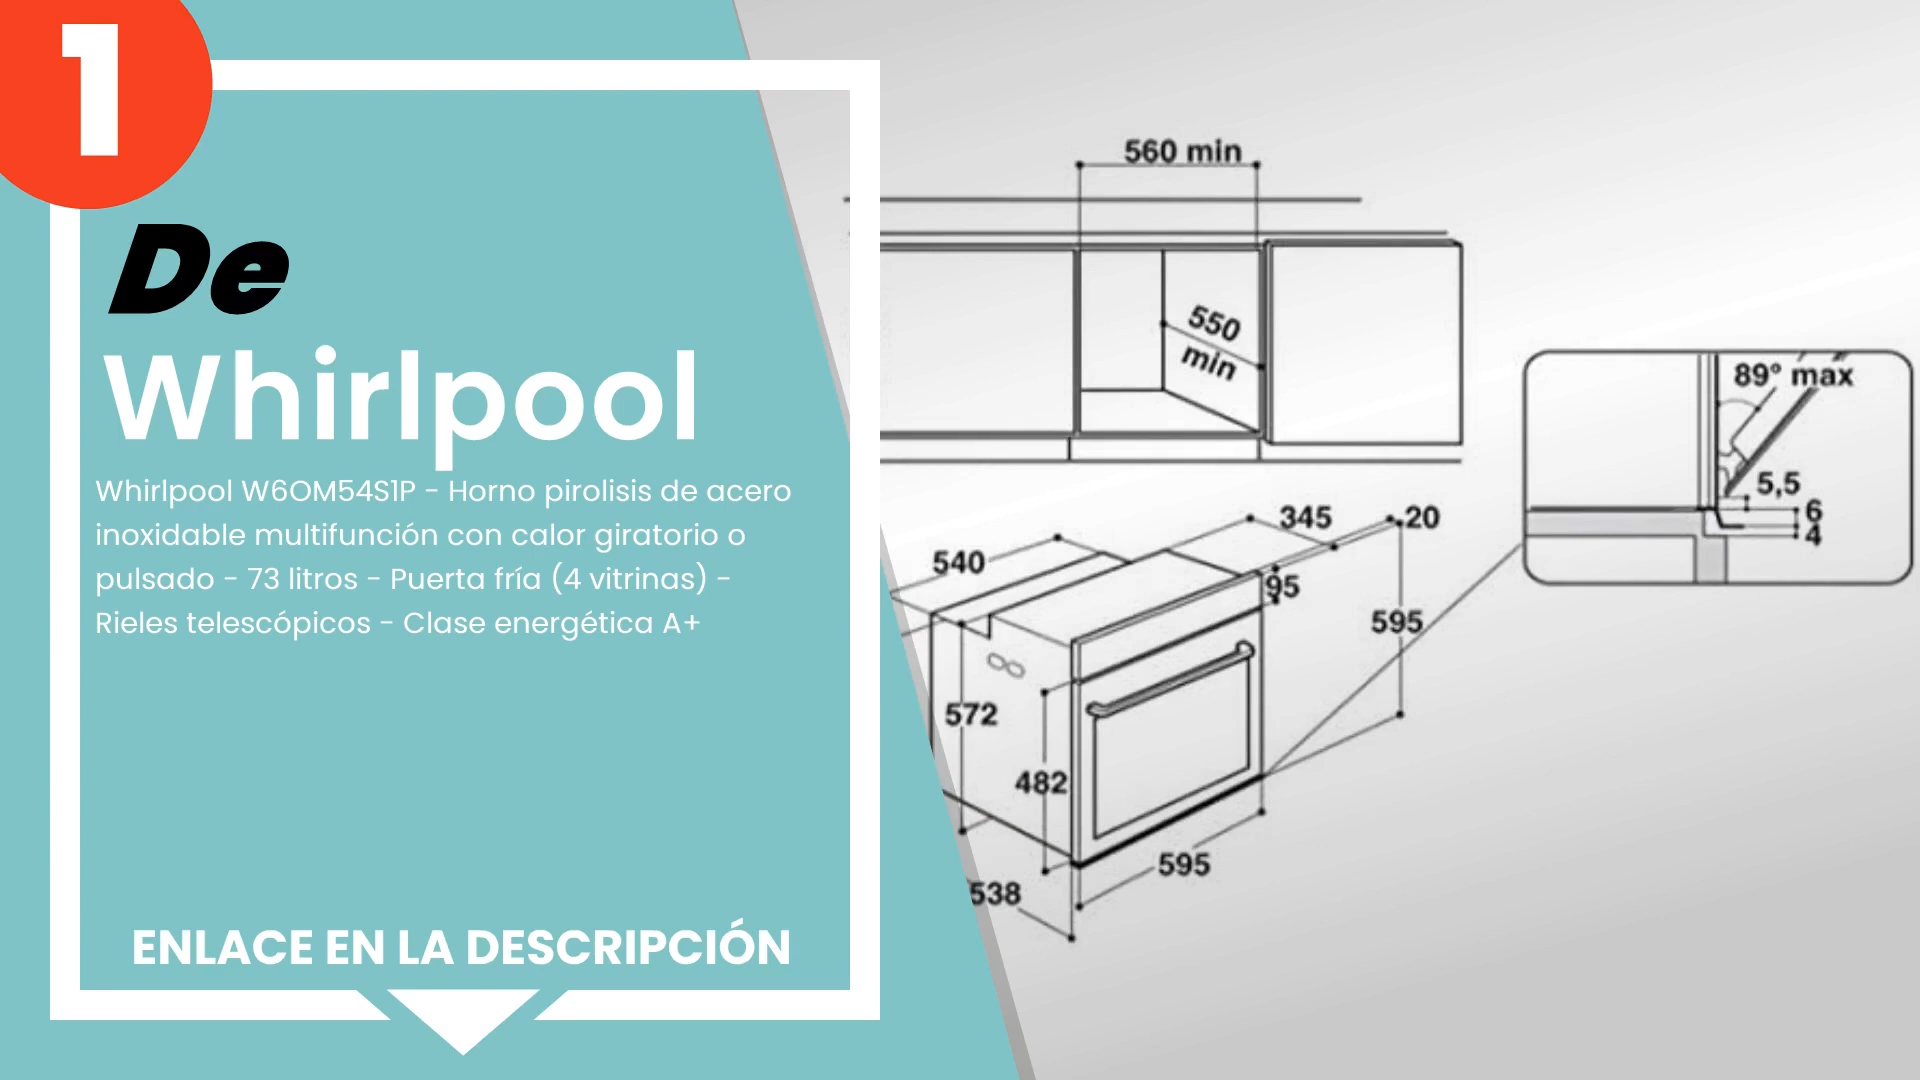 1
De
Whirlpool
Whirlpool W6OM54S1P - Horno pirolisis de acero
inoxidable multifunción con calor giratorio o
pulsado - 73 litros - Puerta fría (4 vitrinas) -
Rieles telescópicos - Clase energética A+
ENLACE EN LA DESCRIPCIÓN
560 min
550
min
89° max
5,5
6
4
345
20
540
95
595
572
482
595
538